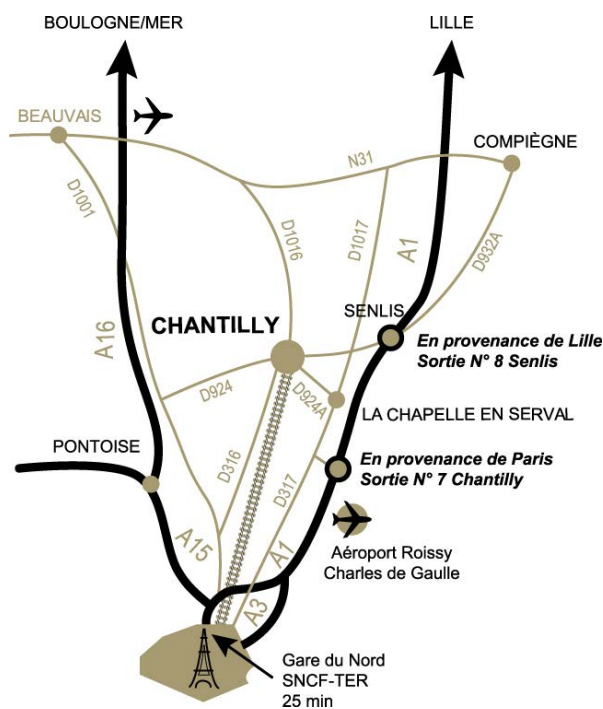 BOULOGNE/MER
LILLE
BEAUVAIS
COMPIÈGNE
N31
D1001
D1016
D1017
A1
D932A
SENLIS
CHANTILLY
En provenance de Lille
Sortie N° 8 Senlis
A16
D924
D924A
LA CHAPELLE EN SERVAL
PONTOISE
D316
D317
En provenance de Paris
Sortie N° 7 Chantilly
A15
A1
Aéroport Roissy
Charles de Gaulle
A3
Gare du Nord
SNCF-TER
25 min